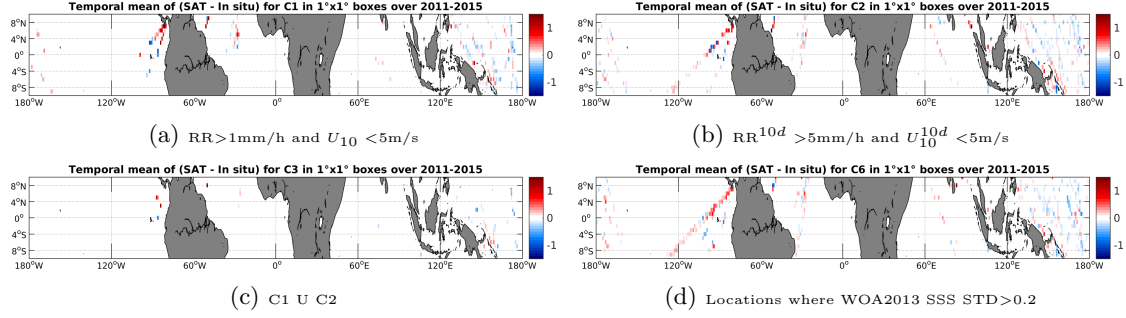 Temporal mean of (SAT - In situ) for C1 in 1°x1° boxes over 2011-2015
8°N
4°N
0°
4°S
8°S
180°W 120°W 60°W 0° 60°E 120°E 180°W
1
0
-1
(a) RR>1mm/h and U10 <5m/s
Temporal mean of (SAT - In situ) for C2 in 1°x1° boxes over 2011-2015
8°N
4°N
0°
4°S
8°S
180°W 120°W 60°W 0° 60°E 120°E 180°W
1
0
-1
(b) RR10d >5mm/h and U10 10d <5m/s
Temporal mean of (SAT - In situ) for C3 in 1°x1° boxes over 2011-2015
8°N
4°N
0°
4°S
8°S
180°W 120°W 60°W 0° 60°E 120°E 180°W
1
0
-1
(c) C1 U C2
Temporal mean of (SAT - In situ) for C6 in 1°x1° boxes over 2011-2015
8°N
4°N
0°
4°S
8°S
180°W 120°W 60°W 0° 60°E 120°E 180°W
1
0
-1
(d) Locations where WOA2013 SSS STD>0.2